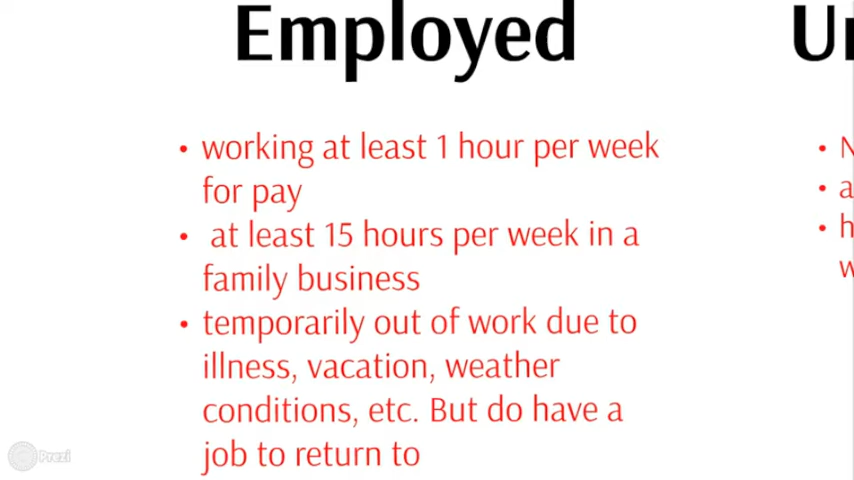 Employed
• working at least 1 hour per week
for pay
• at least 15 hours per week in a
family business
• temporarily out of work due to
illness, vacation, weather
conditions, etc. But do have a
job to return to
Prezi